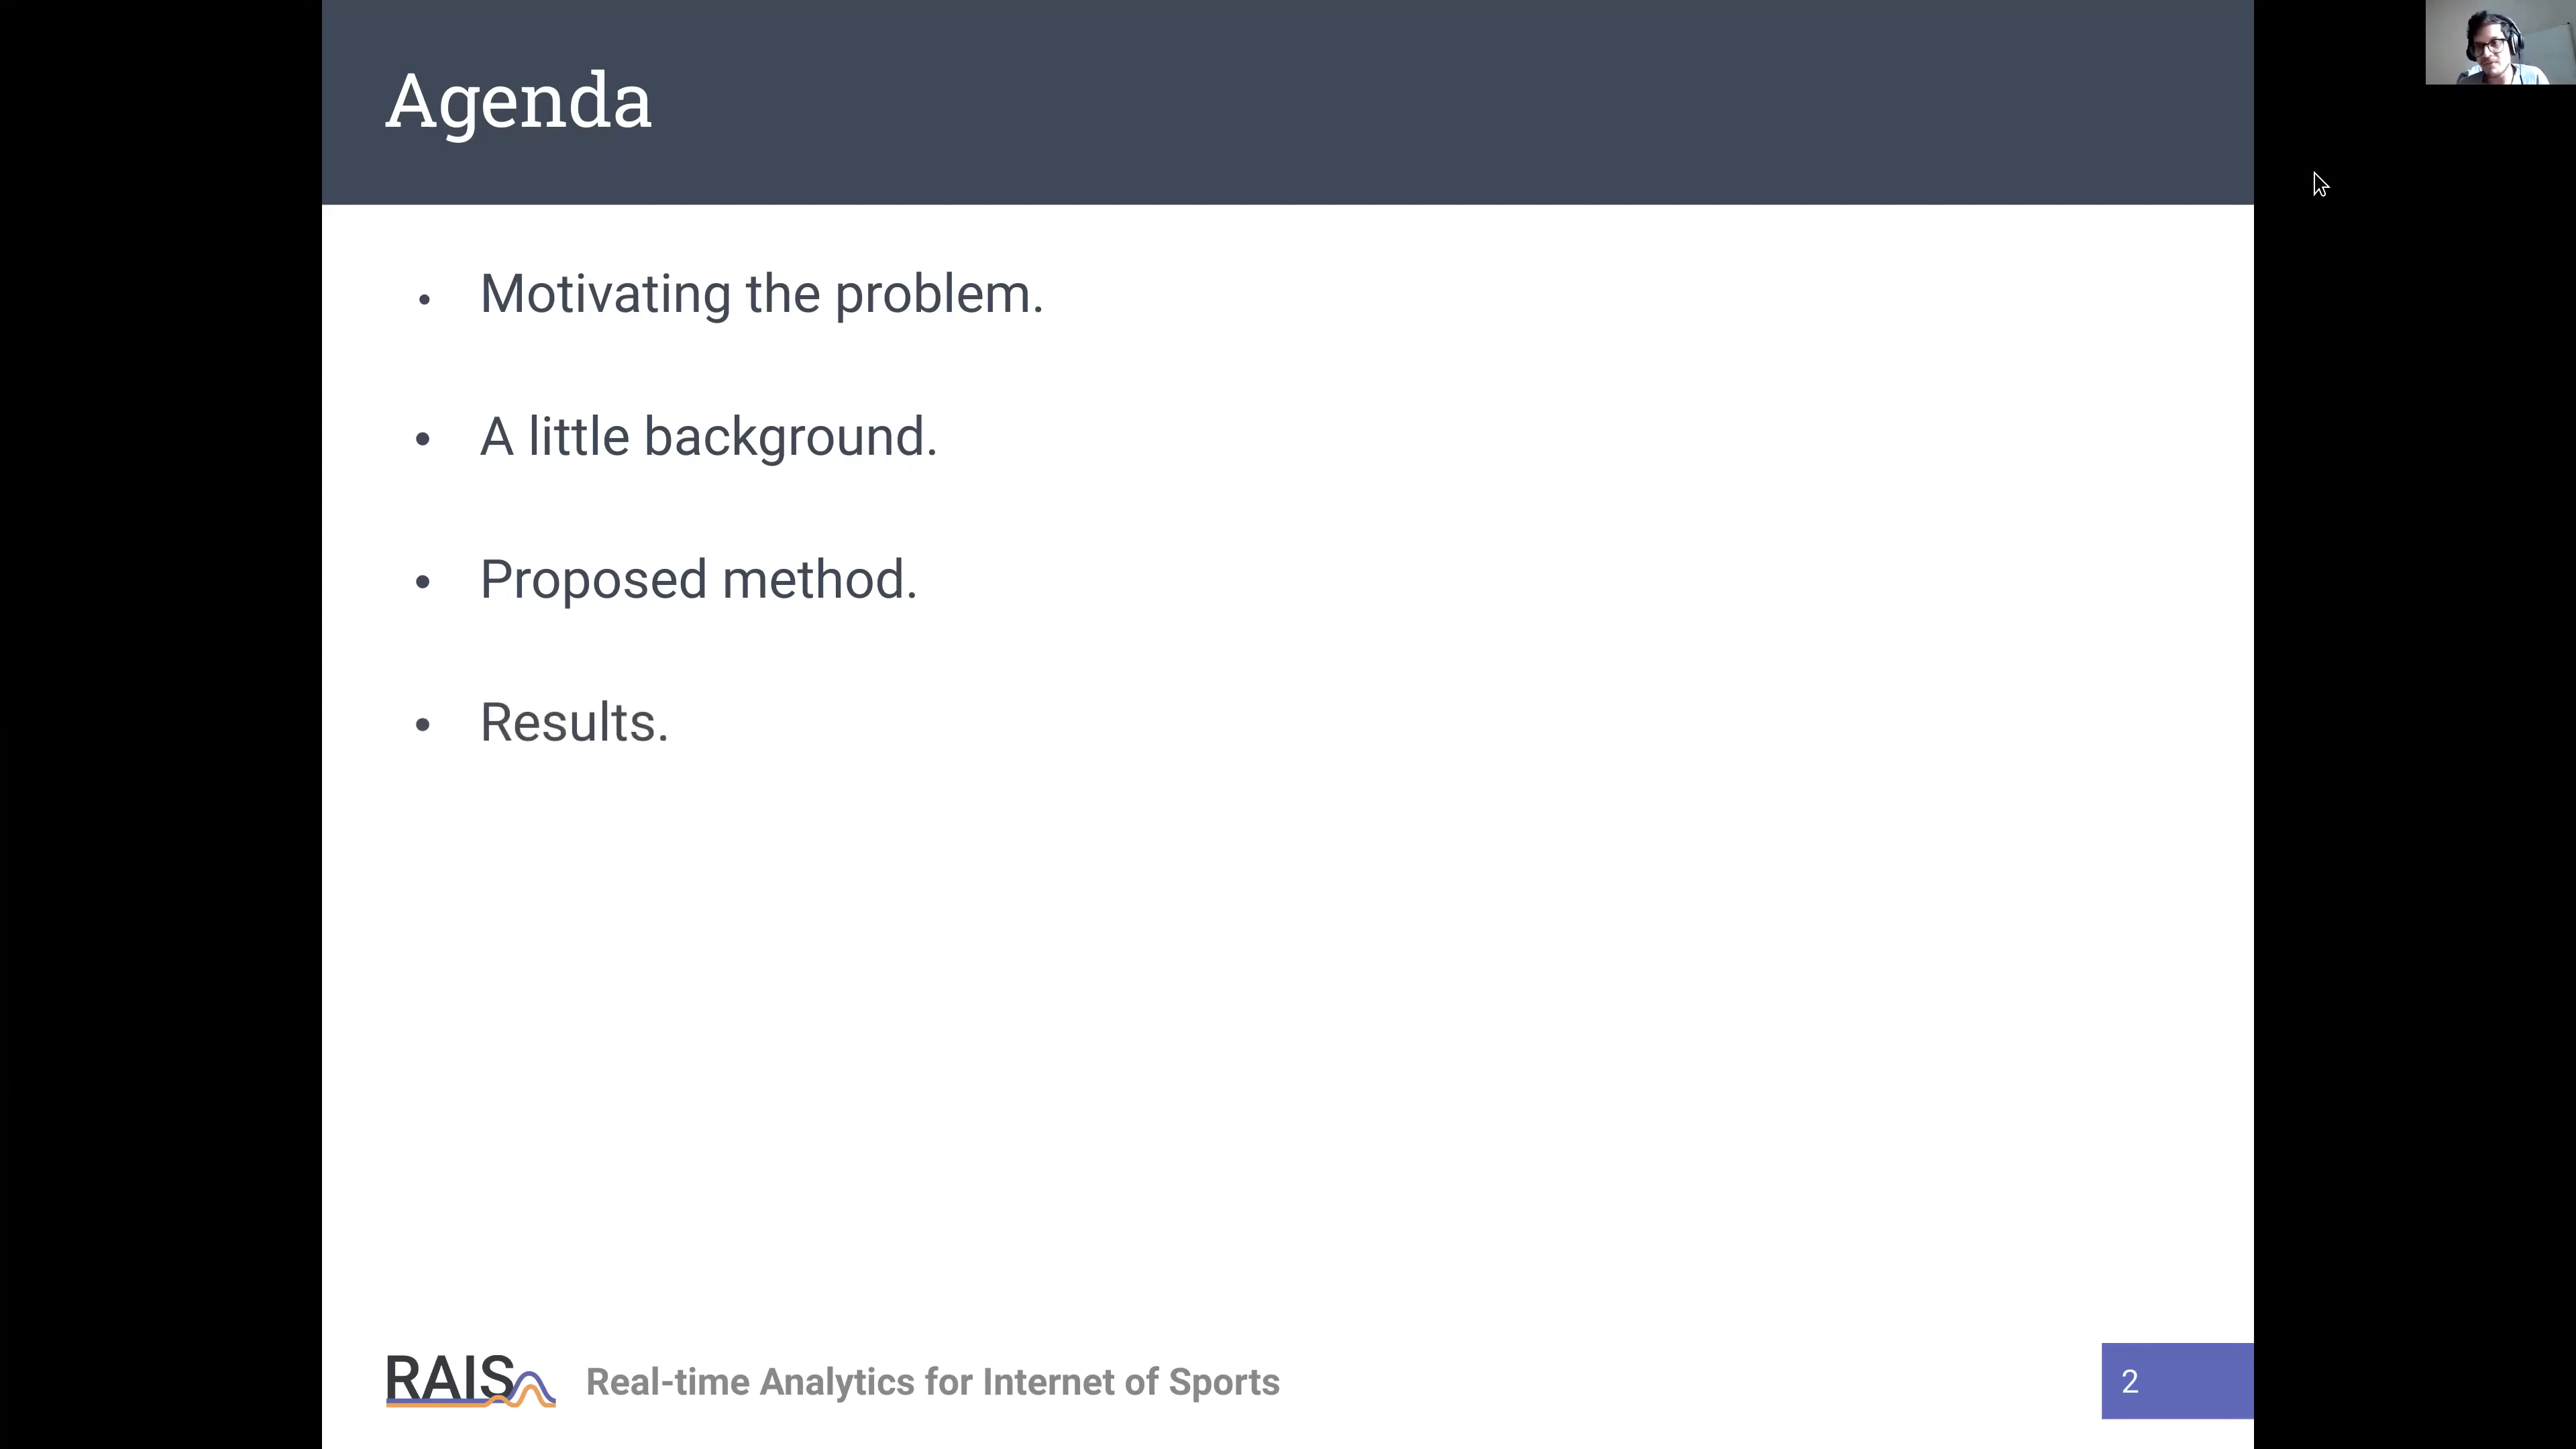 Agenda
• Motivating the problem.
• A little background.
• Proposed method.
• Results.
RAIS Real-time Analytics for Internet of Sports
2